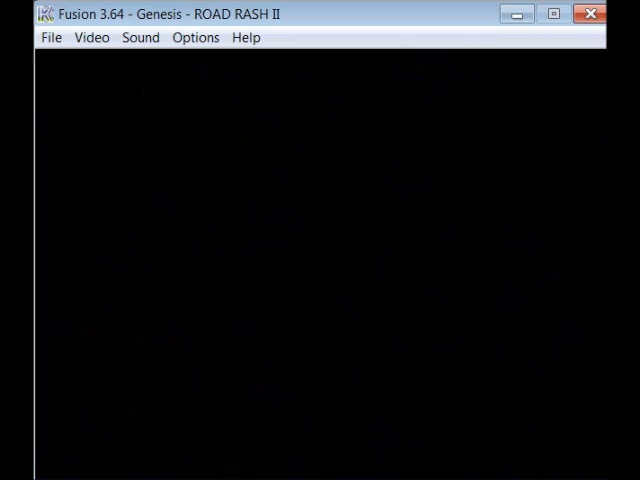 Fusion 3.64 - Genesis - ROAD RASH II
File Video Sound Options Help